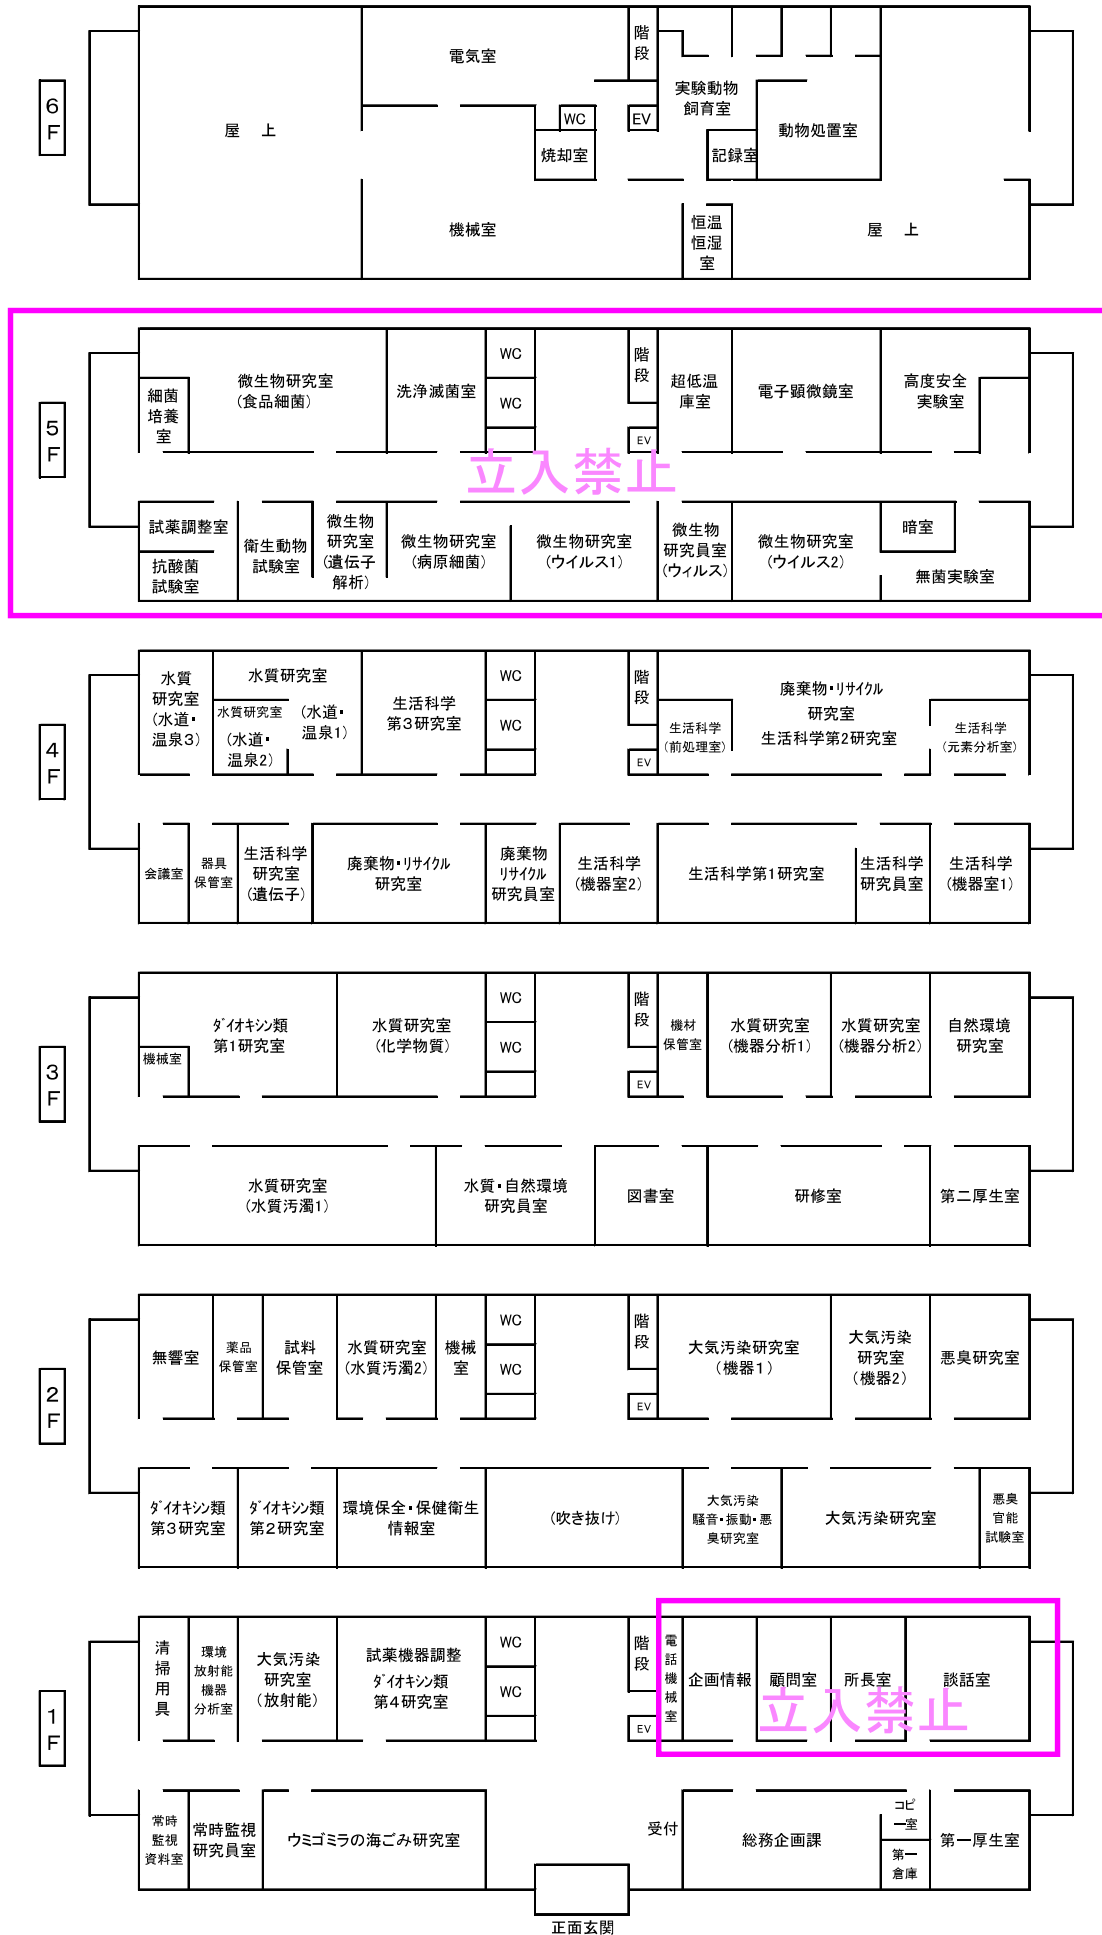 6
F
屋 上
電気室
階
段
実験動物
飼育室
WC
EV
焼却室
記録室
動物処置室
機械室
恒温
恒湿
室
屋 上
5
F
細菌
培養
室
微生物研究室
(食品細菌)
洗浄滅菌室
WC
WC
階
段
EV
超低温
庫室
電子顕微鏡室
高度安全
実験室
立入禁止
試薬調整室
抗酸菌
試験室
衛生動物
試験室
微生物
研究室
(遺伝子
解析)
微生物研究室
(病原細菌)
微生物研究室
(ウイルス1)
微生物
研究員室
(ウィルス)
微生物研究室
(ウイルス2)
暗室
無菌実験室
4
F
水質
研究室
(水道・
温泉3)
水質研究室
(水道・
温泉1)
水質研究室
(水道・
温泉2)
生活科学
第3研究室
WC
WC
階
段
EV
生活科学
(前処理室)
廃棄物・リサイクル
研究室
生活科学第2研究室
生活科学
(元素分析室)
会議室
器具
保管室
生活科学
研究室
(遺伝子)
廃棄物・リサイクル
研究室
廃棄物
リサイクル
研究員室
生活科学
(機器室2)
生活科学第1研究室
生活科学
研究員室
生活科学
(機器室1)
3
F
機械室
ダイオキシン類
第1研究室
水質研究室
(化学物質)
WC
WC
階
段
EV
機材
保管室
水質研究室
(機器分析1)
水質研究室
(機器分析2)
自然環境
研究室
水質研究室
(水質汚濁1)
水質・自然環境
研究員室
図書室
研修室
第二厚生室
2
F
無響室
薬品
保管室
試料
保管室
水質研究室
(水質汚濁2)
機械
室
WC
WC
階
段
EV
大気汚染研究室
(機器1)
大気汚染
研究室
(機器2)
悪臭研究室
ダイオキシン類
第3研究室
ダイオキシン類
第2研究室
環境保全・保健衛生
情報室
(吹き抜け)
大気汚染
騒音・振動・悪
臭研究室
大気汚染研究室
悪臭
官能
試験室
1
F
清
掃
用
具
環境
放射能
機器
分析室
大気汚染
研究室
(放射能)
試薬機器調整
ダイオキシン類
第4研究室
WC
WC
階
段
EV
電
話
機
械
室
企画情報
顧問室
所長室
談話室
立入禁止
常時
監視
資料室
常時監視
研究員室
ウミゴミラの海ごみ研究室
受付
総務企画課
コピ
ー室
第一
倉庫
第一厚生室
正面玄関